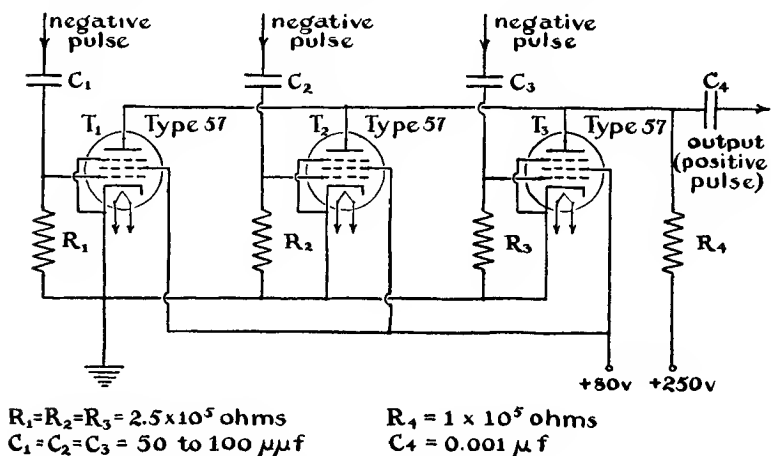 negative pulse
negative pulse
negative pulse
C₁
C₂
C₃
C₄
T₁ Type 57
T₂ Type 57
T₃ Type 57
output
(positive
pulse)
R₁
R₂
R₃
R₄
+80v +250v
R₁=R₂=R₃= 2.5x10⁵ ohms
R₄ = 1 x 10⁵ ohms
C₁=C₂=C₃ = 50 to 100 μμf
C₄ = 0.001 μf